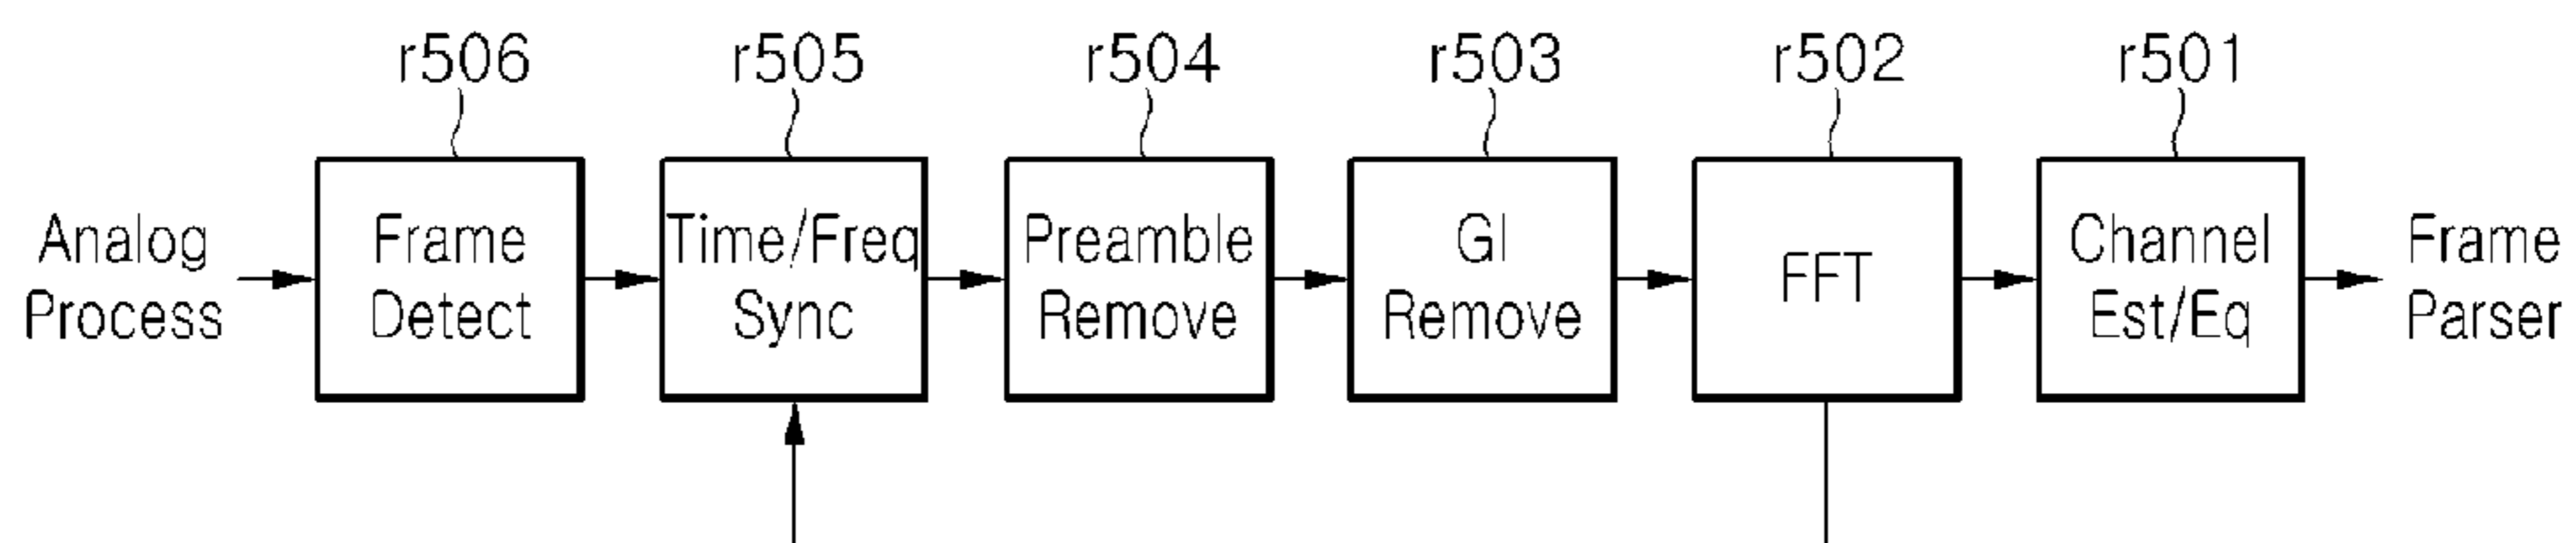 r506
r505
r504
r503
r502
r501
Analog
Process
Frame
Detect
Time/Freq
Sync
Preamble
Remove
GI
Remove
FFT
Channel
Est/Eq
Frame
Parser